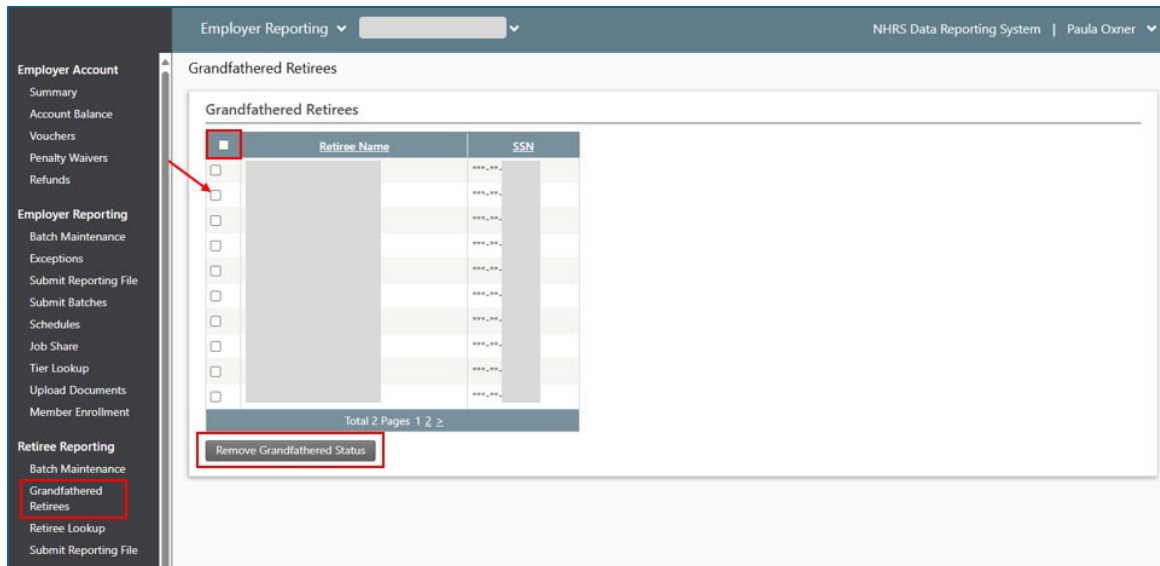 Employer Reporting
NHRS Data Reporting System | Paula Oxner
Employer Account
Summary
Account Balance
Vouchers
Penalty Waivers
Refunds
Employer Reporting
Batch Maintenance
Exceptions
Submit Reporting File
Submit Batches
Schedules
Job Share
Tier Lookup
Upload Documents
Member Enrollment
Retiree Reporting
Batch Maintenance
Grandfathered
Retirees
Retiree Lookup
Submit Reporting File
Grandfathered Retirees
Grandfathered Retirees
Retiree Name SSN
***-**-
***-**-
***-**-
***-**-
***-**-
***-**-
***-**-
***-**-
***-**-
***-**-
Total 2 Pages 1 2 >
Remove Grandfathered Status